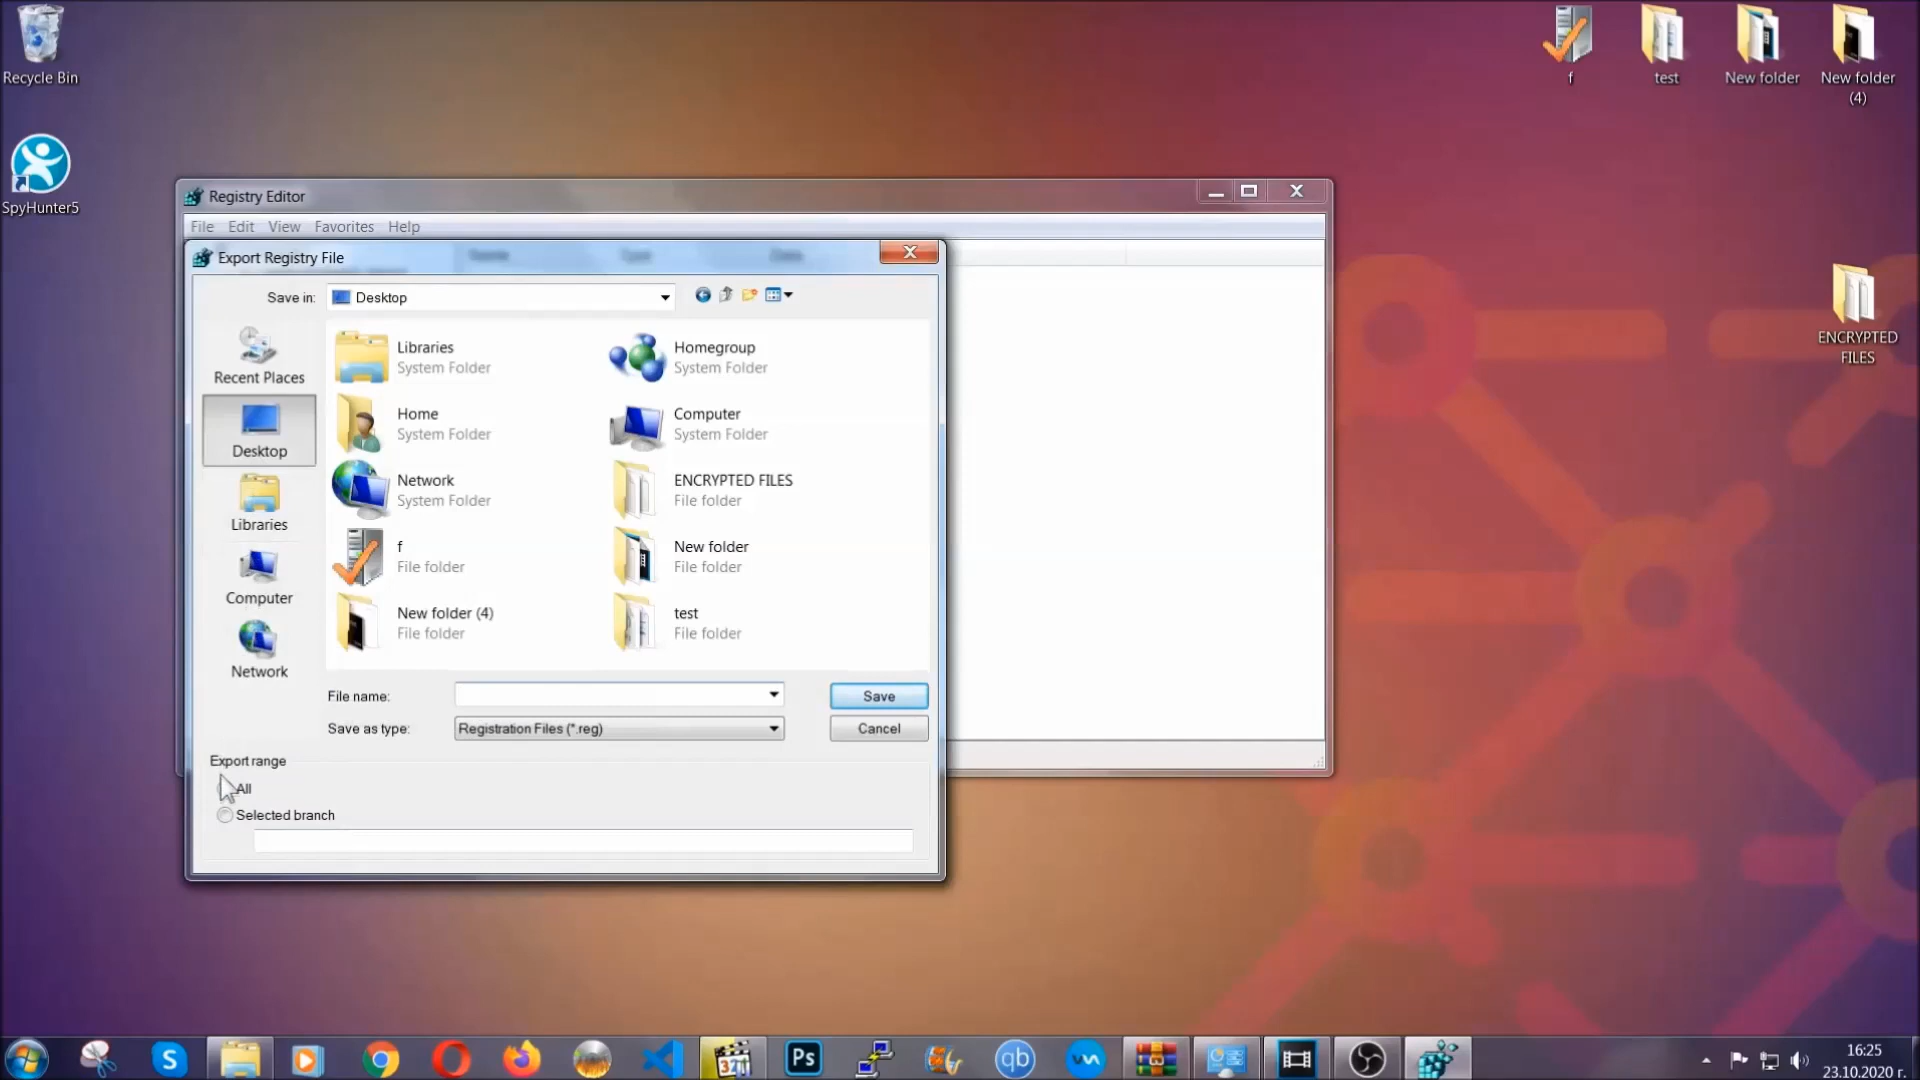 Recycle Bin
SpyHunter5
f
test
New folder
New folder
(4)
ENCRYPTED
FILES
Registry Editor
File Edit View Favorites Help
Export Registry File
Save in:
Desktop
Recent Places
Desktop
Libraries
Computer
Network
Libraries
System Folder
Homegroup
System Folder
Home
System Folder
Computer
System Folder
Network
System Folder
ENCRYPTED FILES
File folder
f
File folder
New folder
File folder
New folder (4)
File folder
test
File folder
File name:
Save
Save as type:
Registration Files (*.reg)
Cancel
Export range
All
Selected branch
S
321
Ps
qb
16:25
23.10.2020 г.